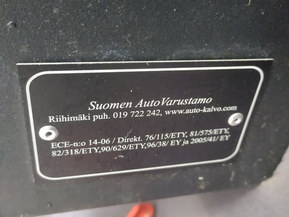 Suomen AutoVarustamo
Riihimäki puh. 019 722 242, www.auto-kalvo.com
ECE-n:o 14-06 / Direkt. 76/115/ETY, 81/575/ETY,
82/318/ETY,90/629/ETY,96/38/ EY ja 2005/41/ EY